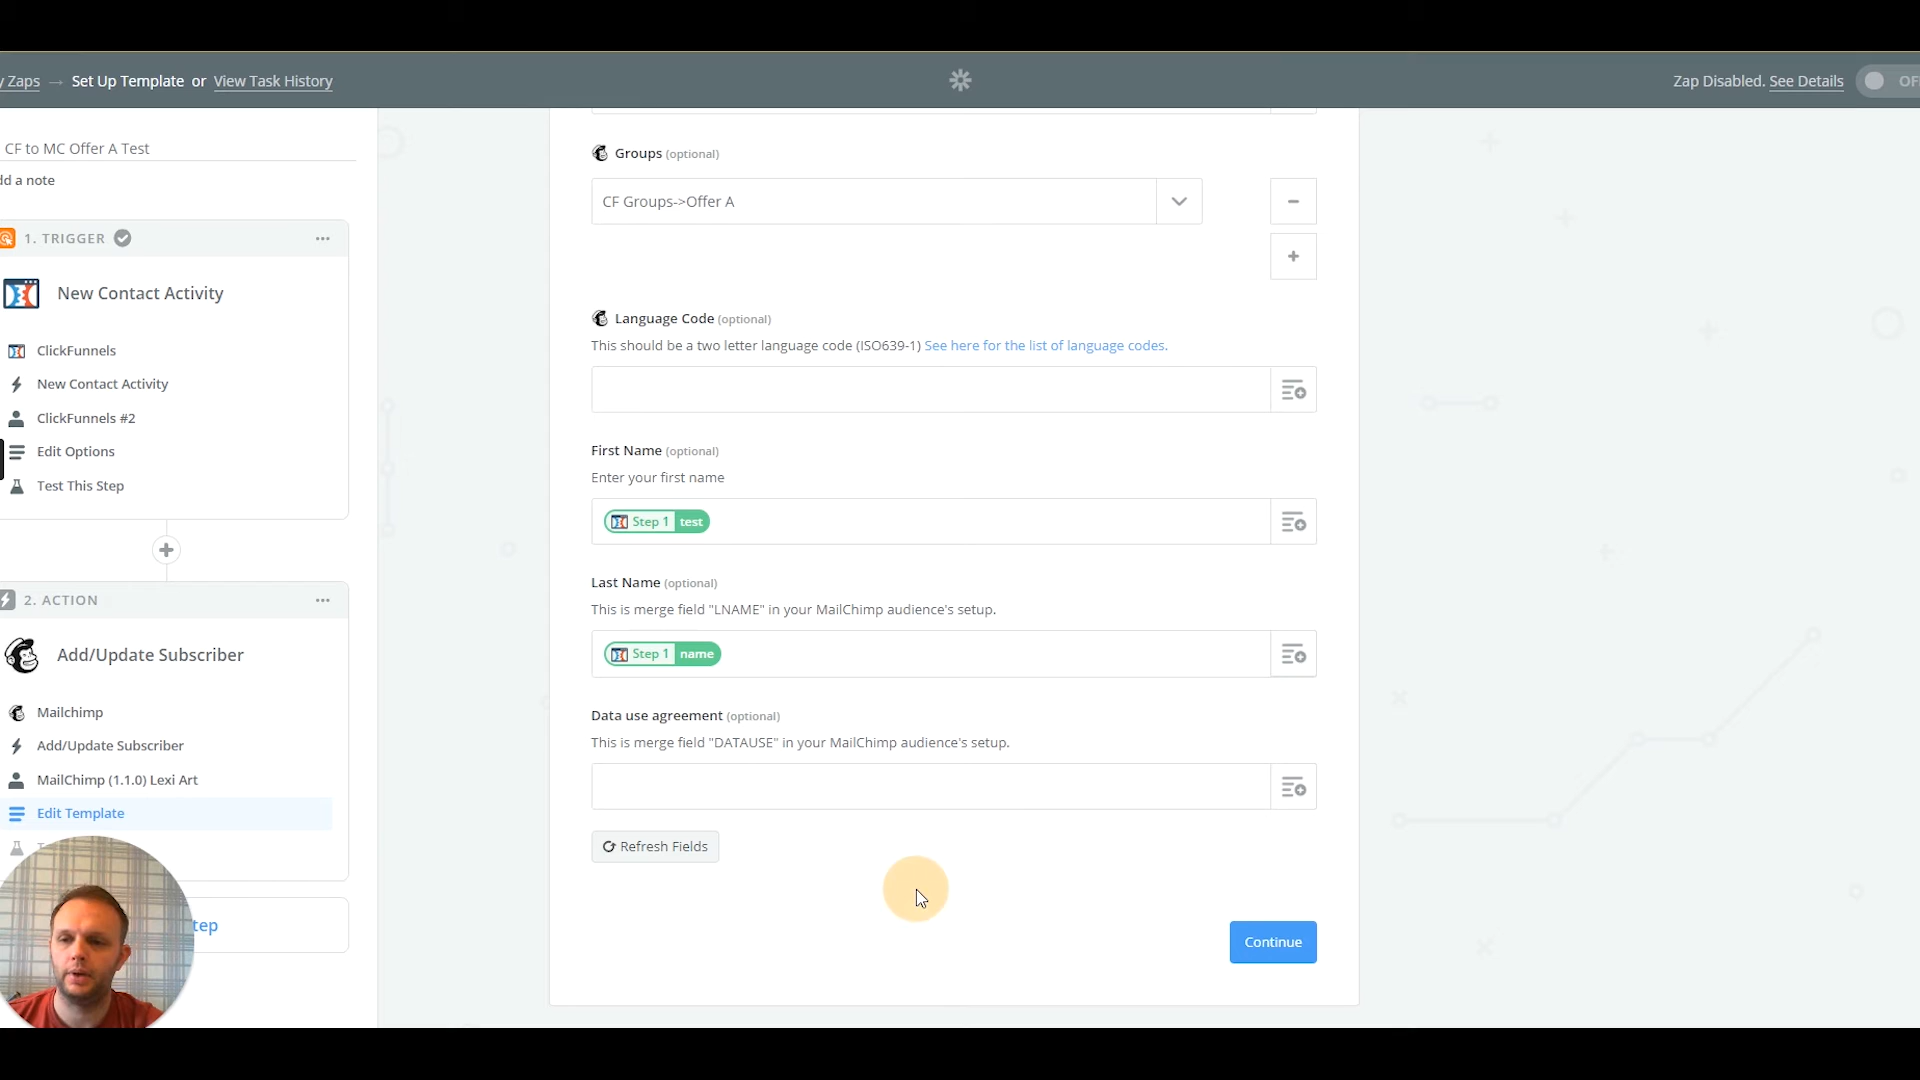 y Zaps → Set Up Template or View Task History
Zap Disabled. See Details
CF to MC Offer A Test
dd a note
1. TRIGGER
New Contact Activity
ClickFunnels
New Contact Activity
ClickFunnels #2
Edit Options
Test This Step
2. ACTION
Add/Update Subscriber
Mailchimp
Add/Update Subscriber
MailChimp (1.1.0) Lexi Art
Edit Template
tep
Groups (optional)
CF Groups->Offer A
Language Code (optional)
This should be a two letter language code (ISO639-1) See here for the list of language codes.
First Name (optional)
Enter your first name
Step 1 test
Last Name (optional)
This is merge field "LNAME" in your MailChimp audience's setup.
Step 1 name
Data use agreement (optional)
This is merge field "DATAUSE" in your MailChimp audience's setup.
Refresh Fields
Continue